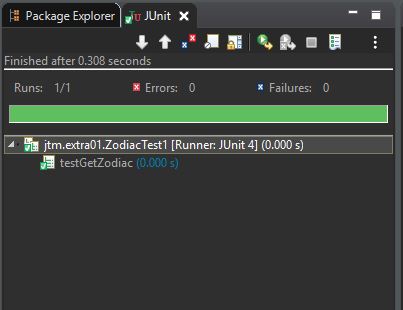 Package Explorer JUnit
Finished after 0.308 seconds
Runs: 1/1 Errors: 0 Failures: 0
jtm.extra01.ZodiacTest1 [Runner: JUnit 4] (0.000 s)
testGetZodiac (0.000 s)